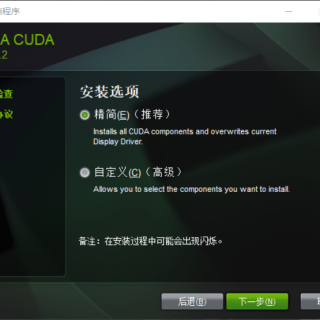 程序
A CUDA
.2
检查
协议
安装选项
精简(E)（推荐）
Installs all CUDA components and overwrites current
Display Driver.
自定义(C)（高级）
Allows you to select the components you want to install.
备注：在安装过程中可能会出现闪烁。
后退(B)
下一步(N)